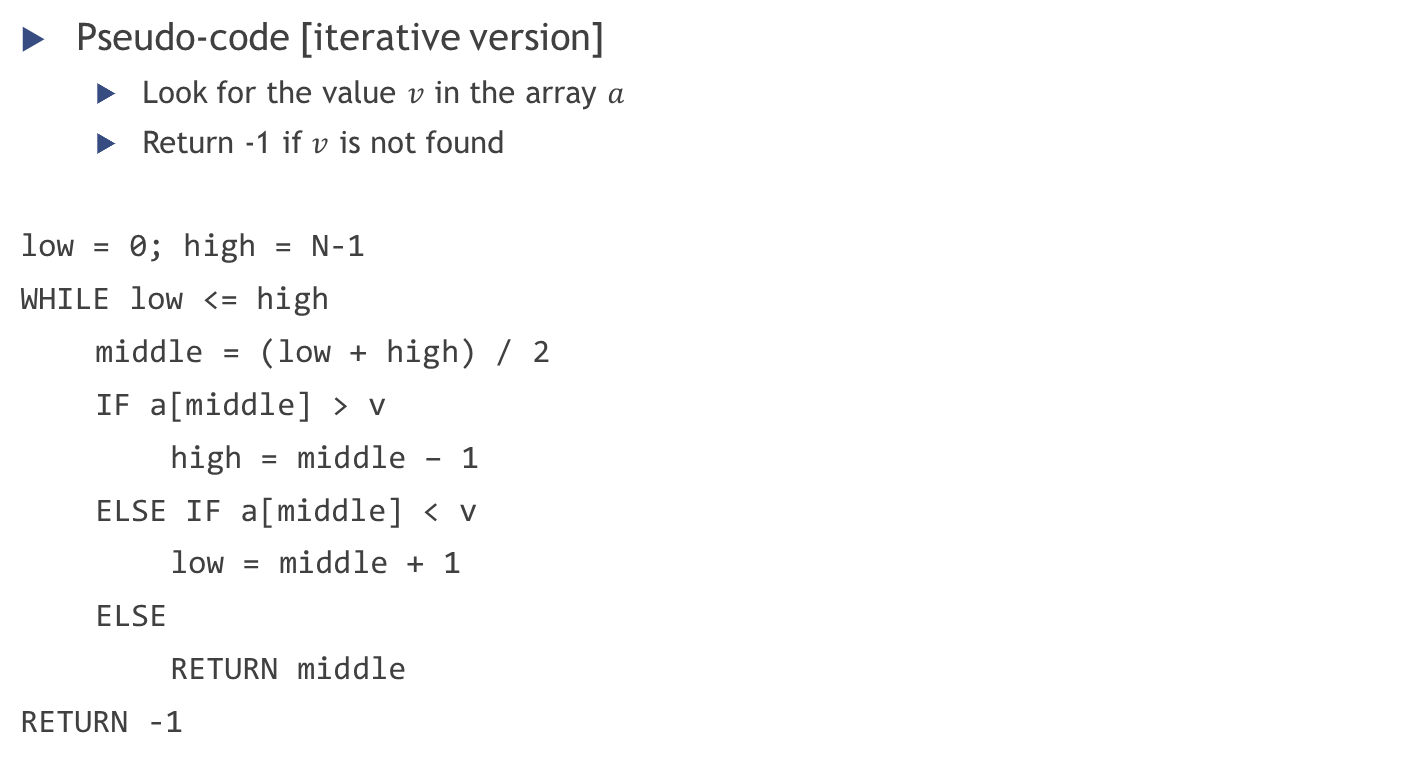 Pseudo-code [iterative version]
Look for the value v in the array a
Return -1 if v is not found
low = 0; high = N-1
WHILE low <= high
middle = (low + high) / 2
IF a[middle] > v
high = middle – 1
ELSE IF a[middle] < v
low = middle + 1
ELSE
RETURN middle
RETURN -1